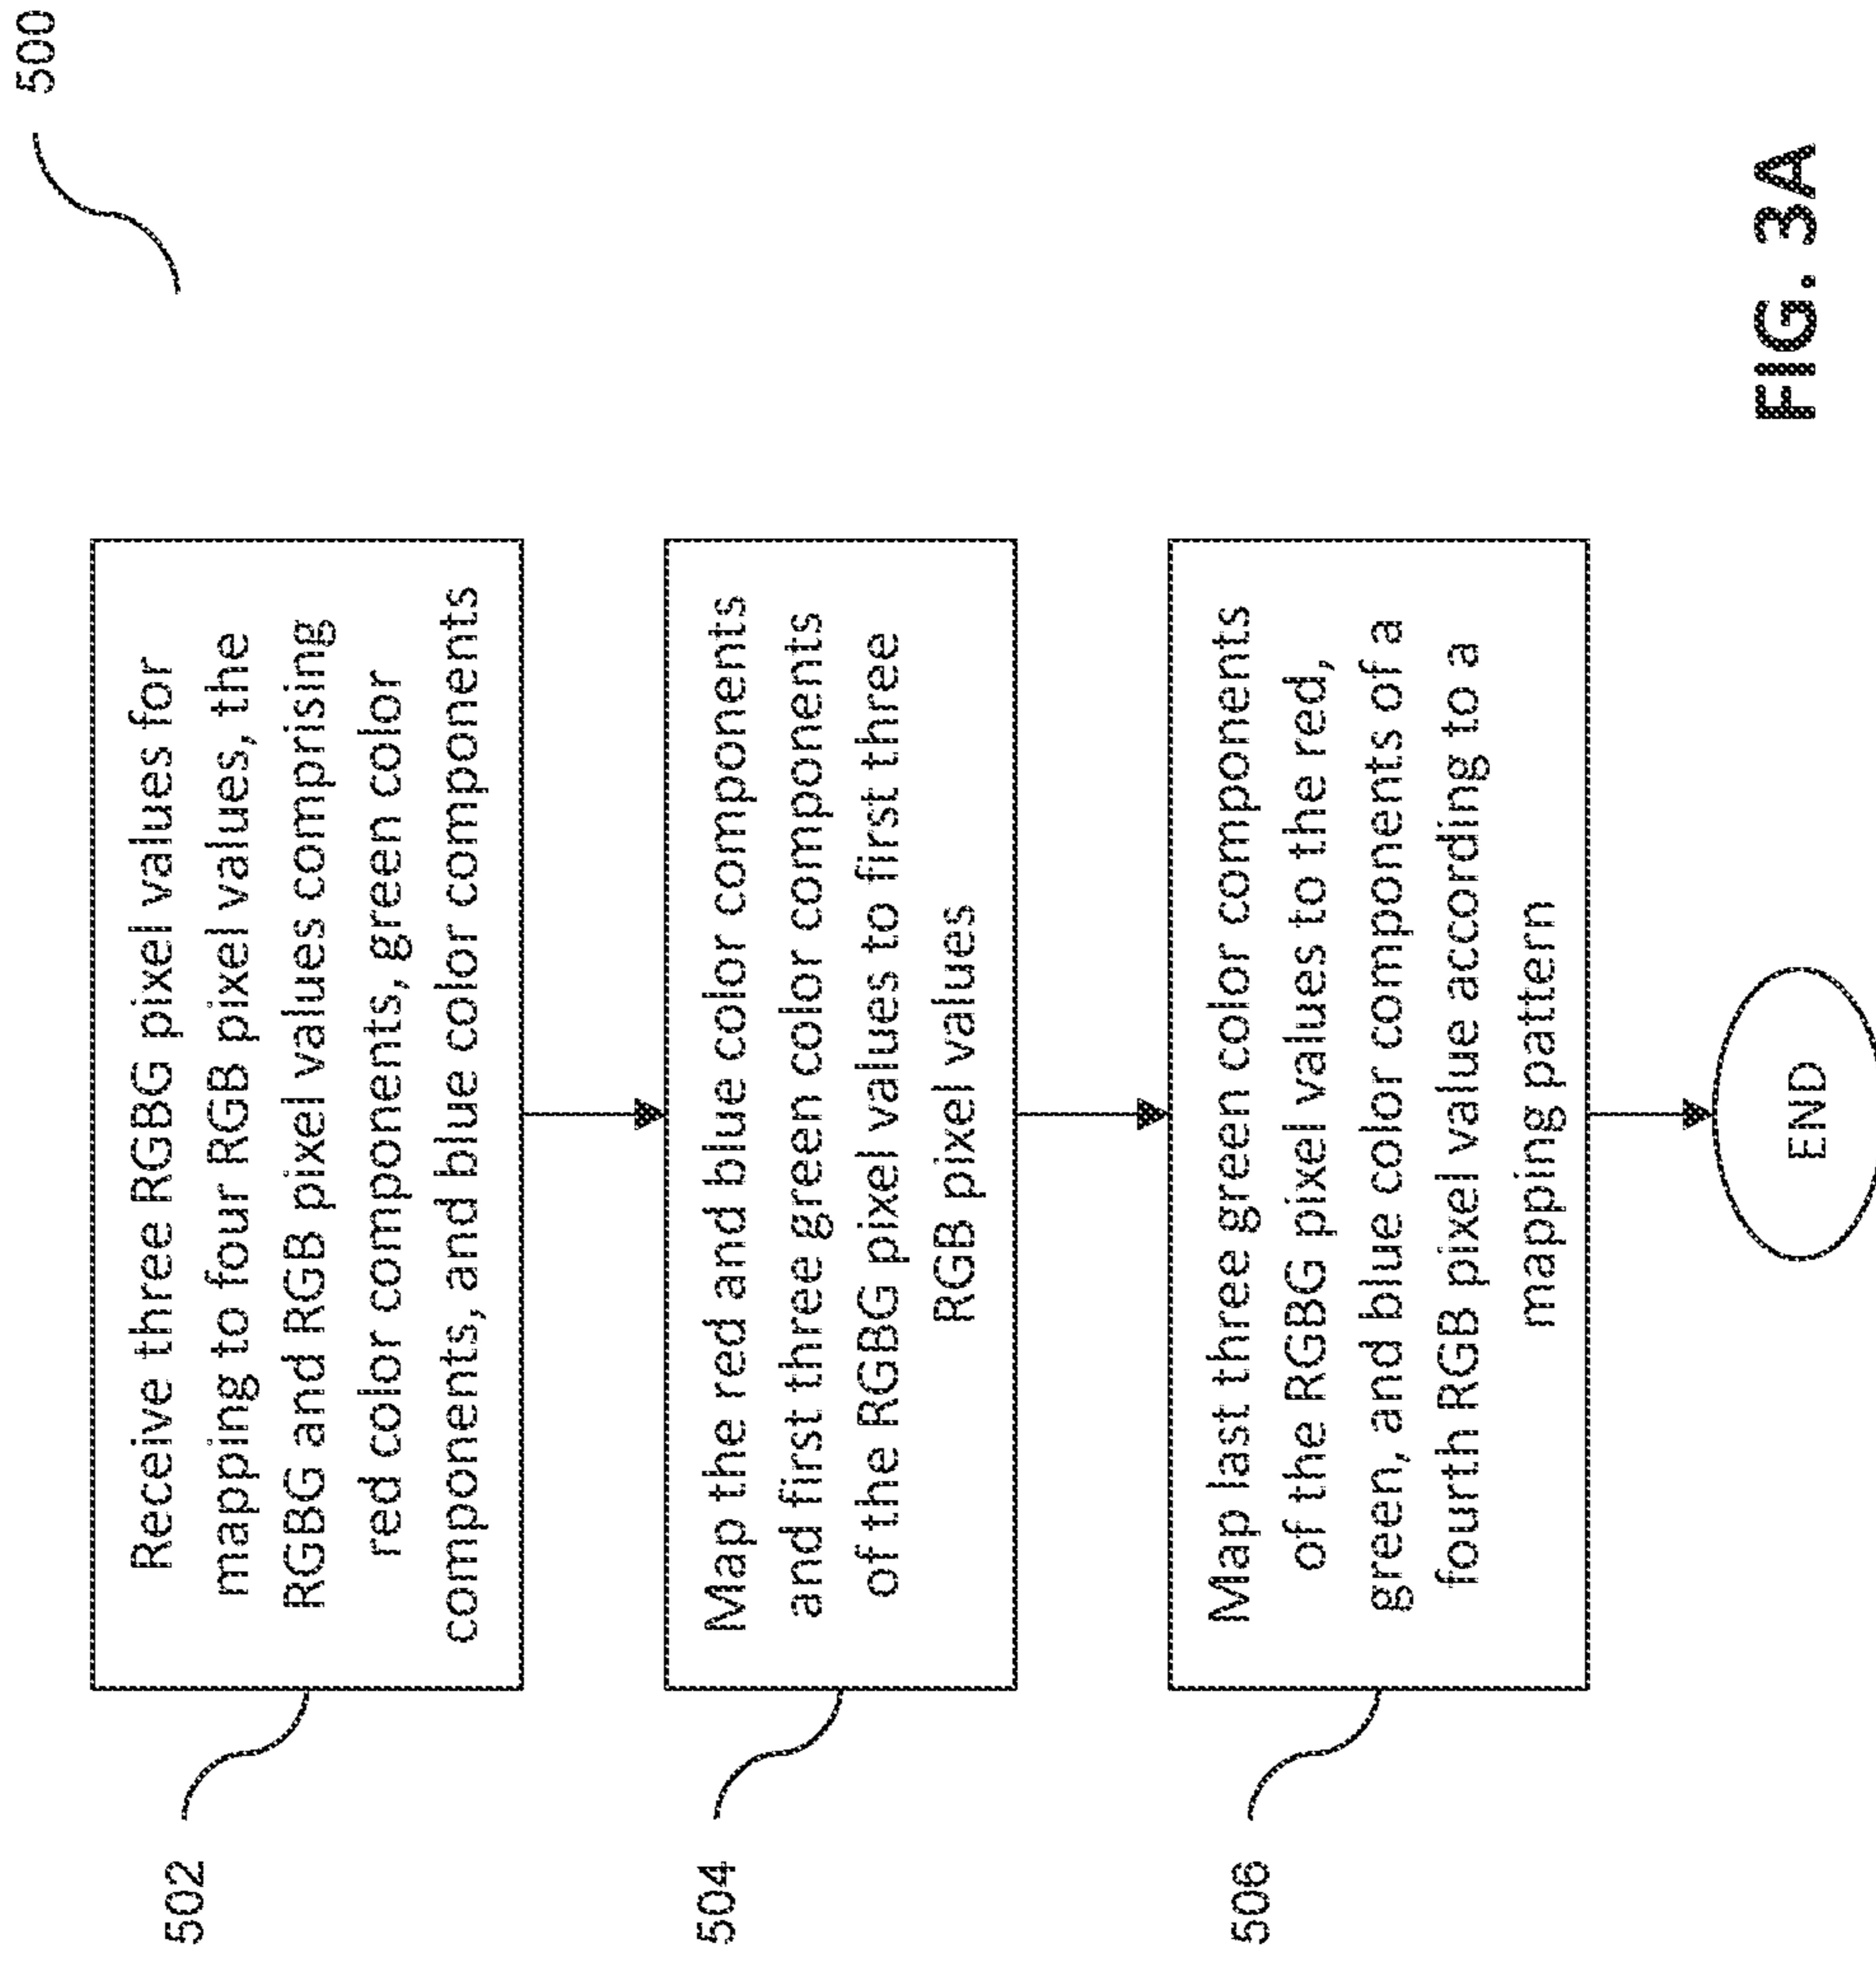 500
502
Receive three RGBG pixel values for
mapping to four RGB pixel values, the
RGBG and RGB pixel values comprising
red color components, green color
components, and blue color components
504
Map the red and blue color components
and first three green color components
of the RGBG pixel values to first three
RGB pixel values
506
Map last three green color components
of the RGBG pixel values to the red,
green, and blue color components of a
fourth RGB pixel value according to a
mapping pattern
END
FIG. 3A